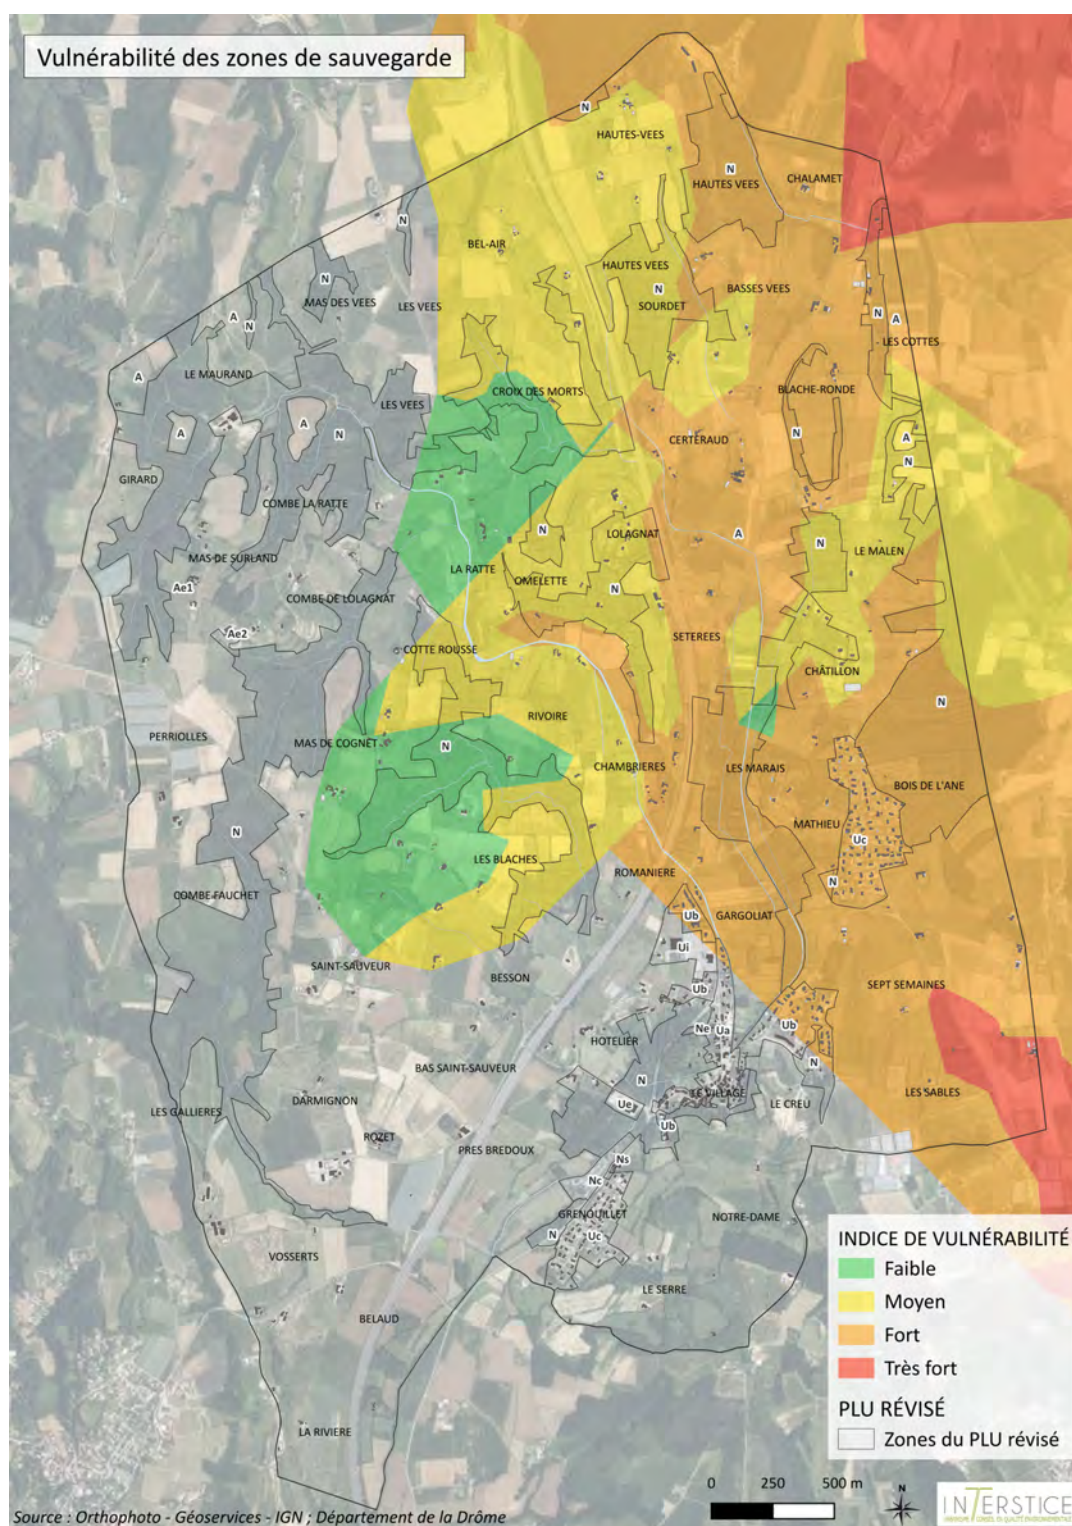 Vulnérabilité des zones de sauvegarde
N
HAUTES-VEES
N
HAUTES VEES
CHALAMET
N
BEL-AIR
N
MAS DES VEES
LES VEES
HAUTES VEES
N
SOURDET
BASSES VEES
A
N
N
A
LES COTTES
A
LE MAURAND
LES VEES
CROIX DES MORTS
BLACHE-RONDE
A
A
N
CERTERAUD
N
A
N
GIRARD
COMBE LA RATTE
N
LOLAGNAT
A
N
LE MALEN
MAS DE SURLAND
LA RATTE
OMELETTE
Ae1
COMBE DE LOLAGNAT
N
Ae2
COTTE ROUSSE
SETEREES
CHÂTILLON
N
PERRIOLLES
MAS DE COGNET
N
RIVOIRE
CHAMBRIERES
LES MARAIS
BOIS DE L'ANE
N
MATHIEU
Uc
LES BLACHES
ROMANIERE
N
COMBE-FAUCHET
Ub
GARGOLIAT
Ui
SAINT-SAUVEUR
BESSON
Ub
SEPT SEMAINES
HOTELIER
Ne
Ua
Ub
N
BAS SAINT-SAUVEUR
N
LE VILLAGE
LE CREU
LES SABLES
LES GALLIERES
DARMIGNON
Ue
Ub
ROZET
PRES BREDOUX
Ns
Nc
GRENOUILLET
NOTRE-DAME
N
Uc
VOSSERTS
LE SERRE
BELAUD
LA RIVIERE
INDICE DE VULNÉRABILITÉ
Faible
Moyen
Fort
Très fort
PLU RÉVISÉ
Zones du PLU révisé
0 250 500 m
N
INTERSTICE
Source : Orthophoto - Géoservices - IGN ; Département de la Drôme